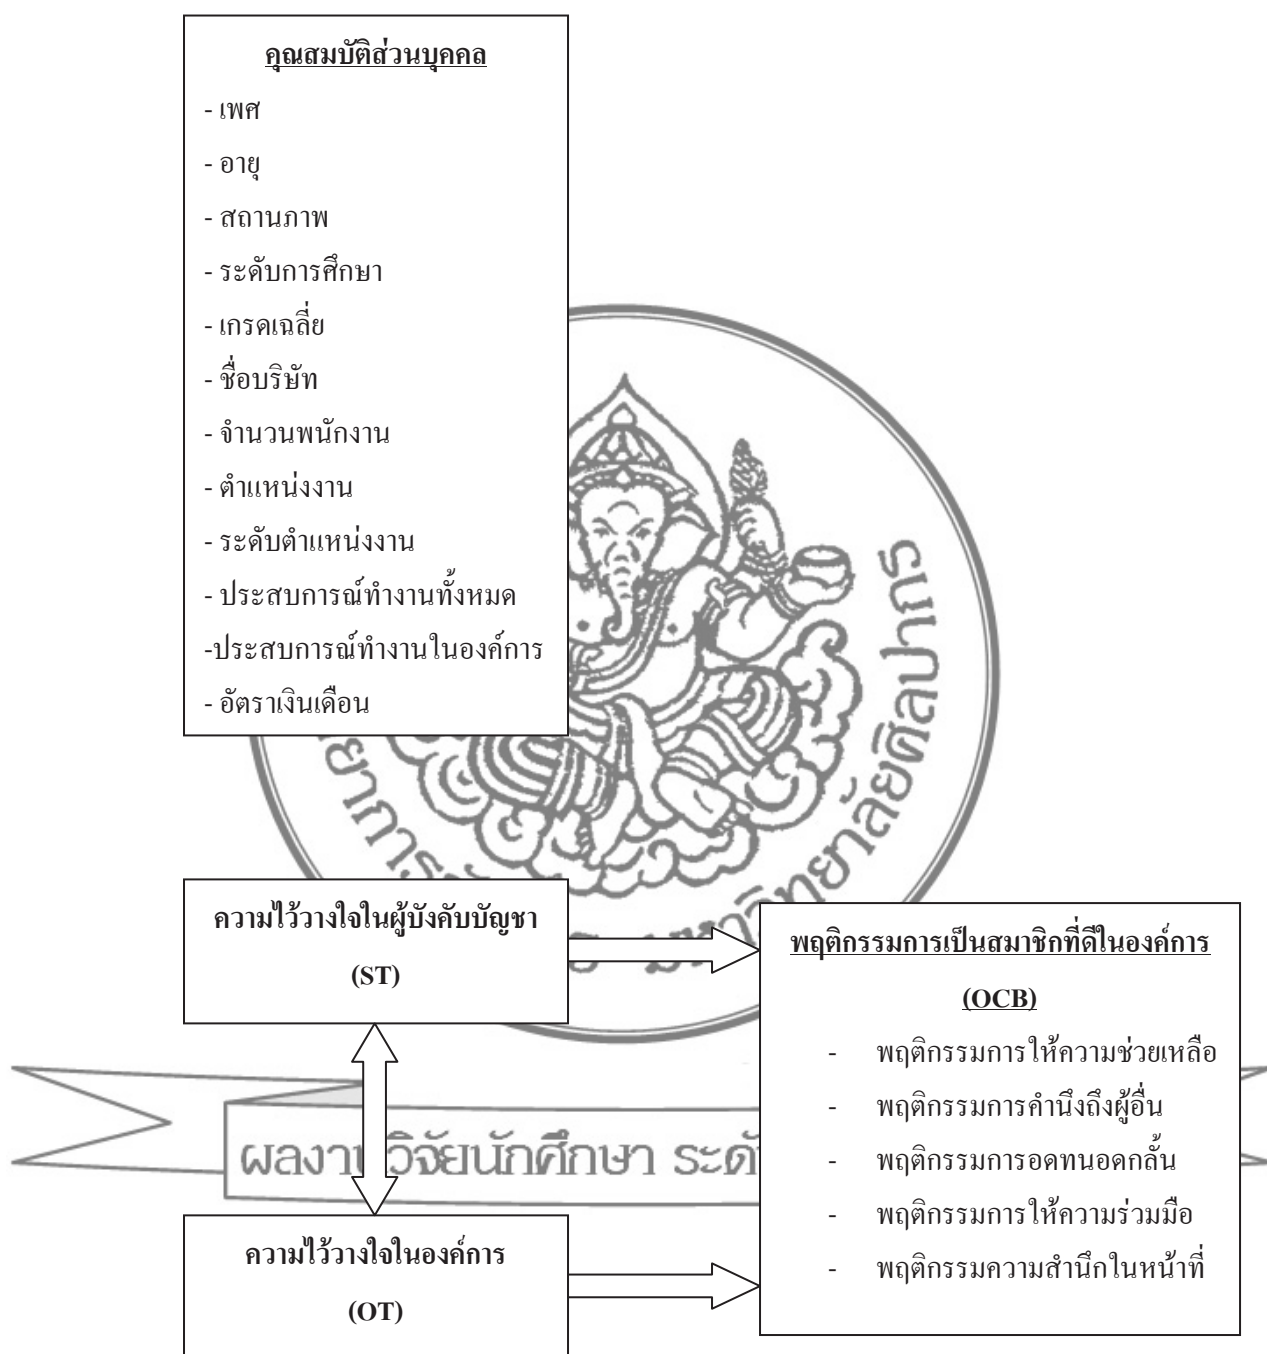 คุณสมบัติส่วนบุคคล
- เพศ
- อายุ
- สถานภาพ
- ระดับการศึกษา
- เกรดเฉลี่ย
- ชื่อบริษัท
- จำนวนพนักงาน
- ตำแหน่งงาน
- ระดับตำแหน่งงาน
- ประสบการณ์ทำงานทั้งหมด
-ประสบการณ์ทำงานในองค์การ
- อัตราเงินเดือน
ความไว้วางใจในผู้บังคับบัญชา
(ST)
พฤติกรรมการเป็นสมาชิกที่ดีในองค์การ
(OCB)
- พฤติกรรมการให้ความช่วยเหลือ
- พฤติกรรมการคำนึงถึงผู้อื่น
- พฤติกรรมการอดทนอดกลั้น
- พฤติกรรมการให้ความร่วมมือ
- พฤติกรรมความสำนึกในหน้าที่
ความไว้วางใจในองค์การ
(OT)
มหาวิทยาลัยศิลปากร
ผลงานวิจัยนักศึกษา